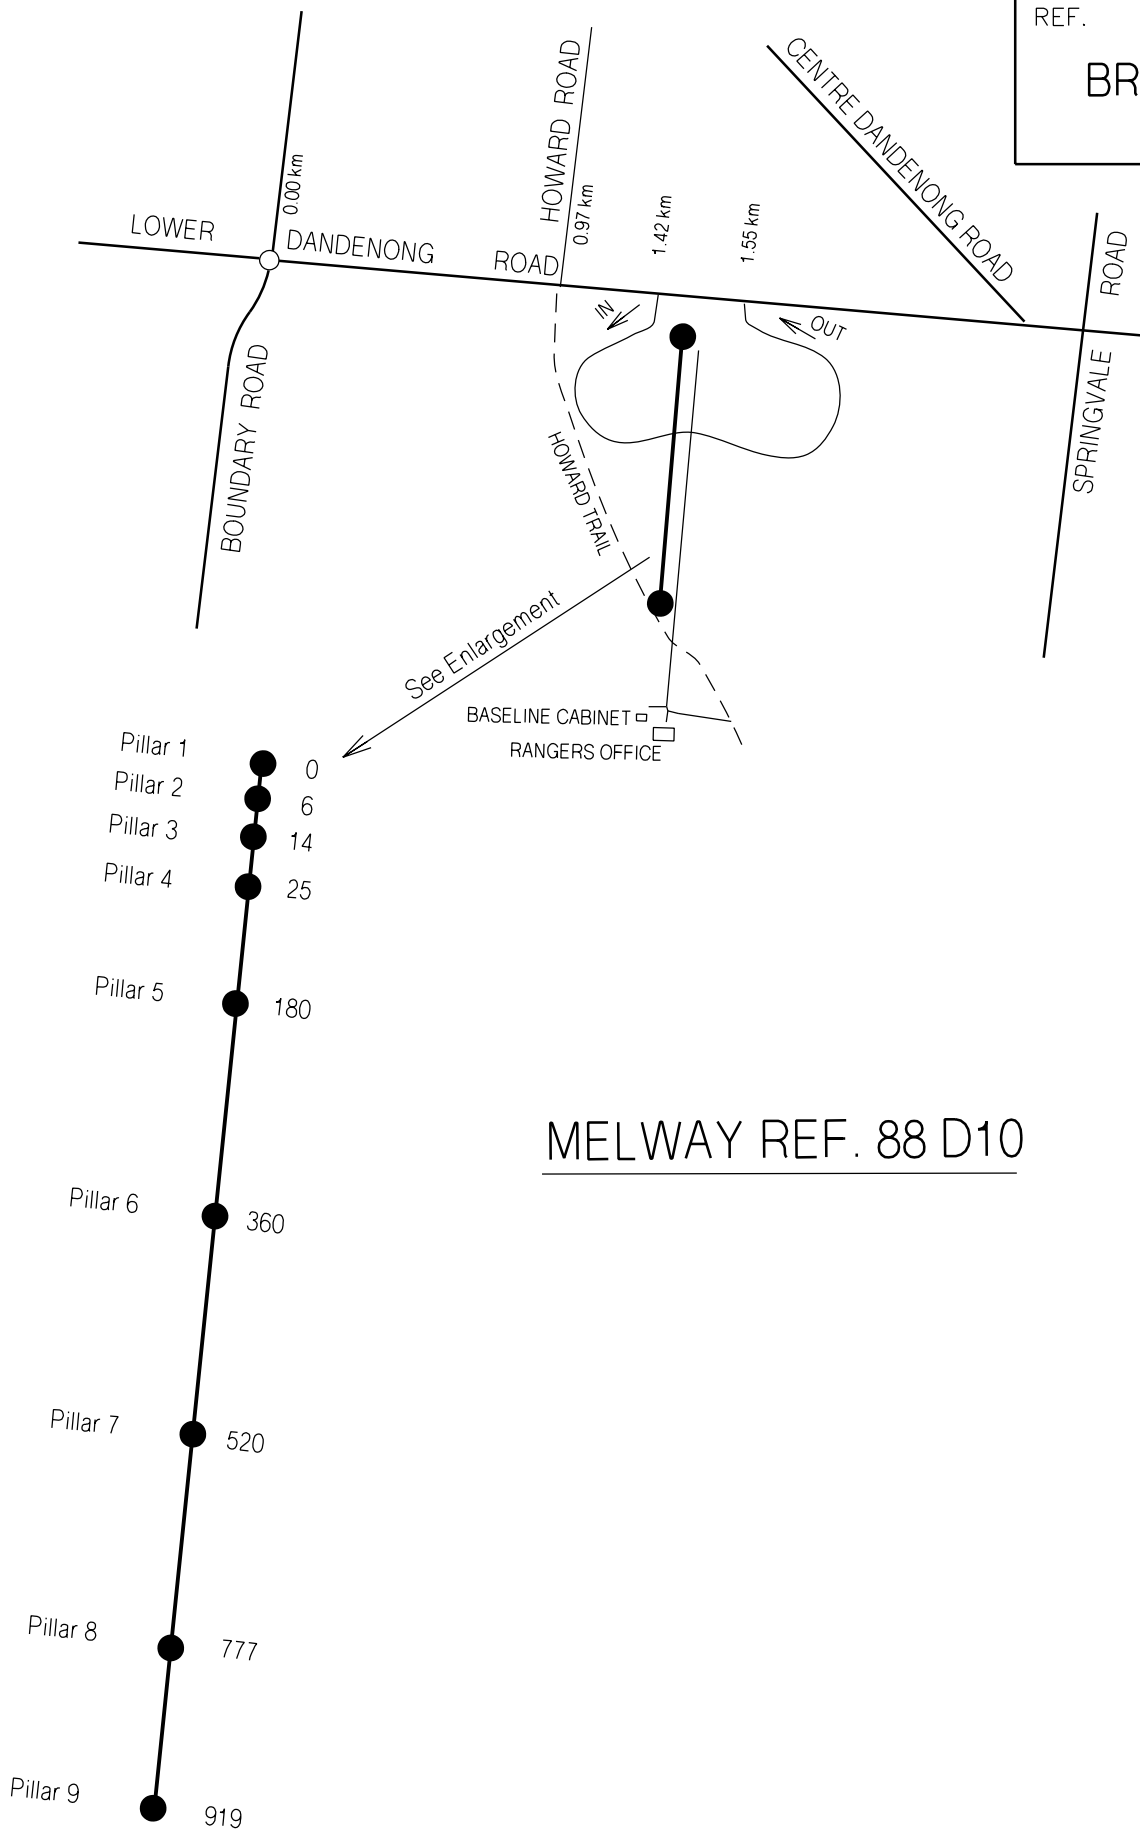 REF.
BR
CENTRE DANDENONG ROAD
HOWARD ROAD
0.00 km
0.97 km
1.42 km
1.55 km
LOWER DANDENONG ROAD
SPRINGVALE ROAD
IN
OUT
BOUNDARY ROAD
HOWARD TRAIL
See Enlargement
BASELINE CABINET
RANGERS OFFICE
Pillar 1 0
Pillar 2 6
Pillar 3 14
Pillar 4 25
Pillar 5 180
MELWAY REF. 88 D10
Pillar 6 360
Pillar 7 520
Pillar 8 777
Pillar 9 919